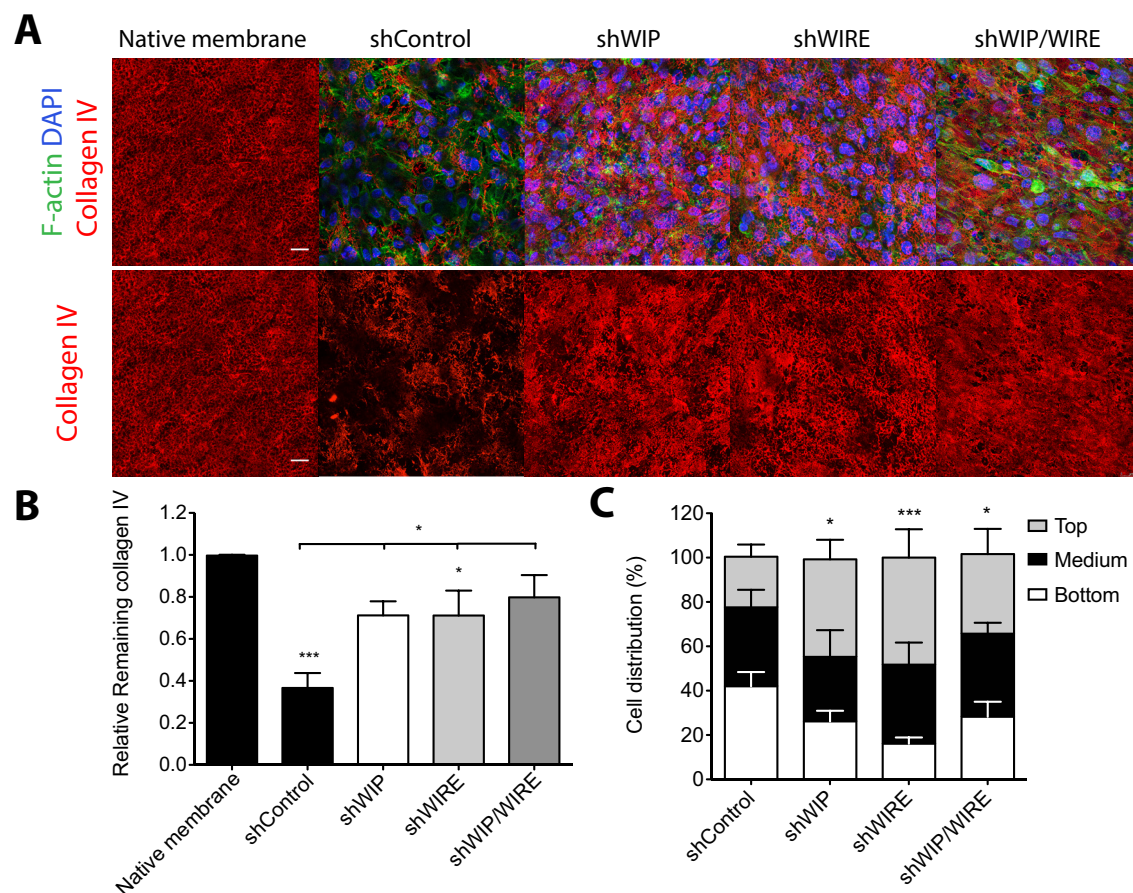 A
Native membrane shControl shWIP shWIRE shWIP/WIRE
F-actin DAPI
Collagen IV
Collagen IV
B
Relative Remaining collagen IV
1.2
1.0
0.8
0.6
0.4
0.2
0.0
***
*
*
Native membrane
shControl
shWIP
shWIRE
shWIP/WIRE
C
Cell distribution (%)
120
100
80
60
40
20
0
* *** *
Top
Medium
Bottom
shControl
shWIP
shWIRE
shWIP/WIRE